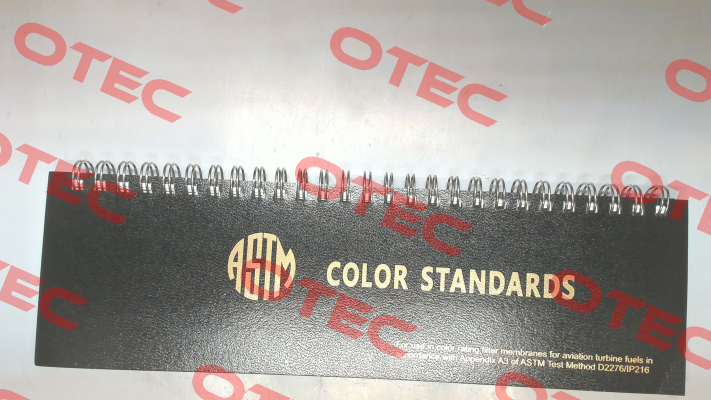 ASTM
COLOR STANDARDS
For use in color rating filter membranes for aviation turbine fuels in
accordance with Appendix A3 of ASTM Test Method D2276/IP216
OTEC
OTEC
OTEC
OTEC
OTEC
OTEC
OTEC
OTEC
OTEC